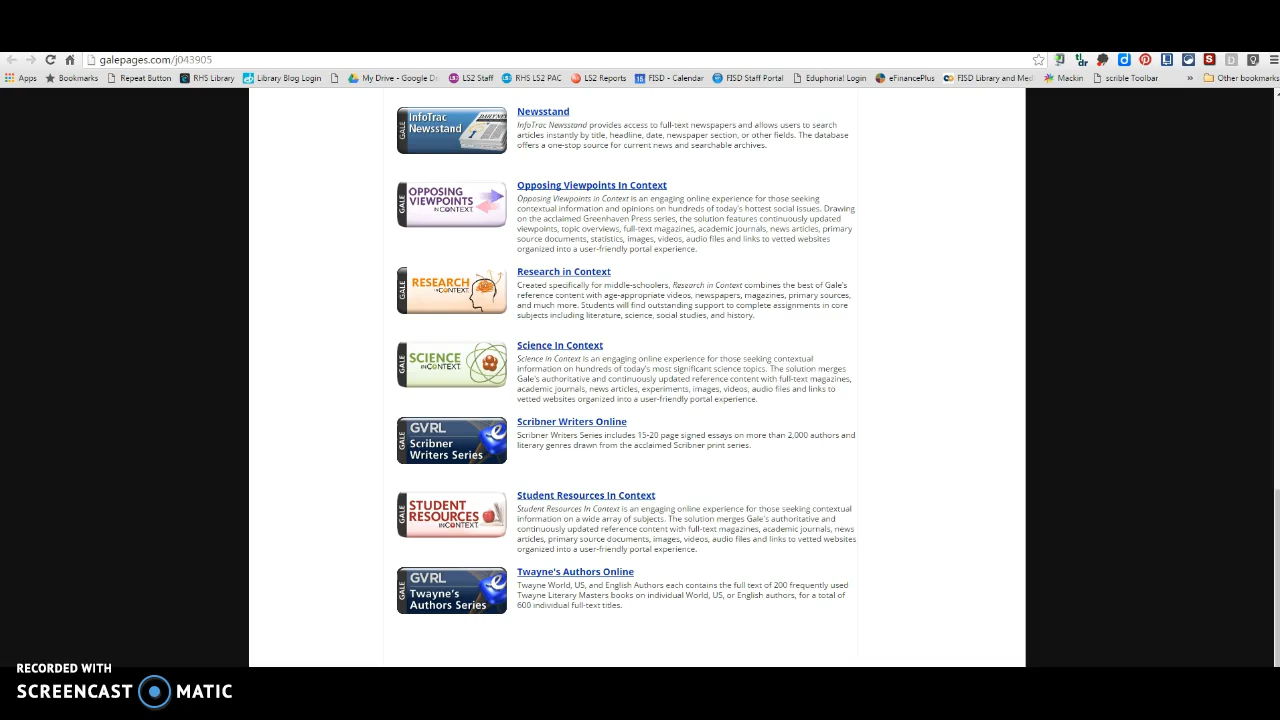 galepages.com/j043905
Apps Bookmarks Repeat Button RHS Library Library Blog Login My Drive - Google D LS2 Staff RHS LS2 PAC LS2 Reports FISD - Calendar FISD Staff Portal Eduphorial Login eFinancePlus FISD Library and Med Mackin scrible Toolbar » Other bookmarks
GALE
InfoTrac
Newsstand
Newsstand
InfoTrac Newsstand provides access to full-text newspapers and allows users to search
articles instantly by title, headline, date, newspaper section, or other fields. The database
offers a one-stop source for current news and searchable archives.
GALE
OPPOSING
VIEWPOINTS
IN CONTEXT
Opposing Viewpoints In Context
Opposing Viewpoints in Context is an engaging online experience for those seeking
contextual information and opinions on hundreds of today's hottest social issues. Drawing
on the acclaimed Greenhaven Press series, the solution features continuously updated
viewpoints, topic overviews, full-text magazines, academic journals, news articles, primary
source documents, statistics, images, videos, audio files and links to vetted websites
organized into a user-friendly portal experience.
GALE
RESEARCH
IN CONTEXT
Research in Context
Created specifically for middle-schoolers, Research in Context combines the best of Gale's
reference content with age-appropriate videos, newspapers, magazines, primary sources,
and much more. Students will find outstanding support to complete assignments in core
subjects including literature, science, social studies, and history.
GALE
SCIENCE
IN CONTEXT
Science In Context
Science In Context is an engaging online experience for those seeking contextual
information on hundreds of today's most significant science topics. The solution merges
Gale's authoritative and continuously updated reference content with full-text magazines,
academic journals, news articles, experiments, images, videos, audio files and links to
vetted websites organized into a user-friendly portal experience.
GALE
GVRL
Scribner
Writers Series
Scribner Writers Online
Scribner Writers Series includes 15-20 page signed essays on more than 2,000 authors and
literary genres drawn from the acclaimed Scribner print series.
GALE
STUDENT
RESOURCES
IN CONTEXT
Student Resources In Context
Student Resources In Context is an engaging online experience for those seeking contextual
information on a wide array of subjects. The solution merges Gale's authoritative and
continuously updated reference content with full-text magazines, academic journals, news
articles, primary source documents, images, videos, audio files and links to vetted websites
organized into a user-friendly portal experience.
GALE
GVRL
Twayne's
Authors Series
Twayne's Authors Online
Twayne World, US, and English Authors each contains the full text of 200 frequently used
Twayne Literary Masters books on individual World, US, or English authors, for a total of
600 individual full-text titles.
RECORDED WITH
SCREENCAST MATIC